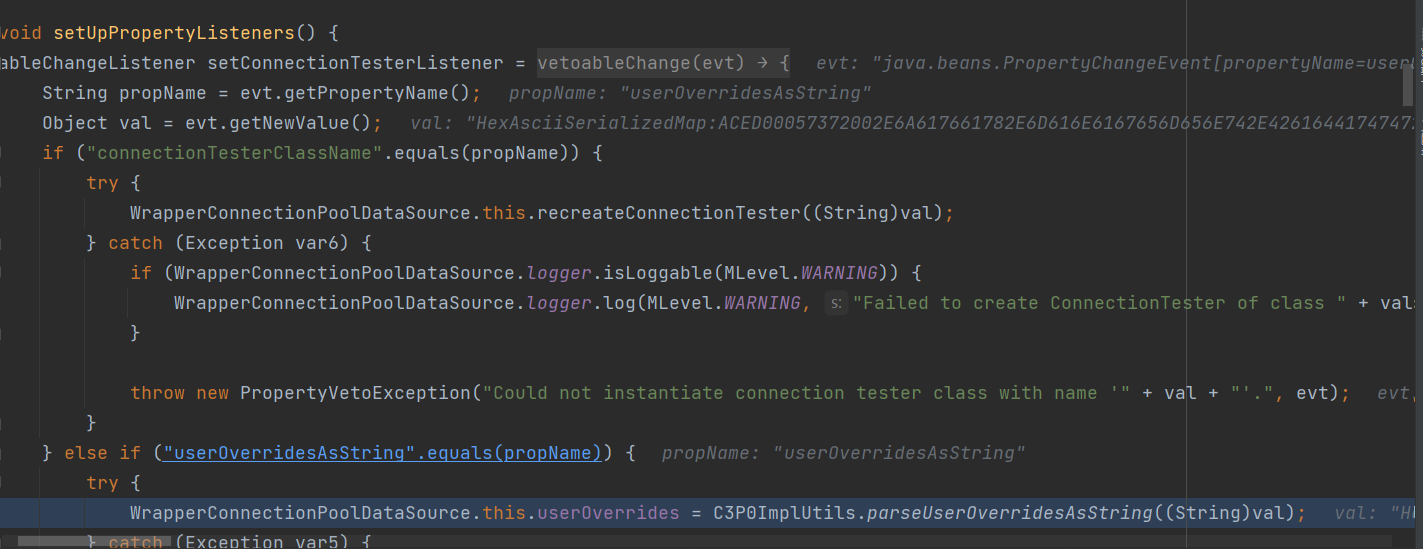 void setUpPropertyListeners() {
ableChangeListener setConnectionTesterListener = vetoableChange(evt) → { evt: "java.beans.PropertyChangeEvent[propertyName=user
String propName = evt.getPropertyName(); propName: "userOverridesAsString"
Object val = evt.getNewValue(); val: "HexAsciiSerializedMap:ACED00057372002E6A617661782E6D616E6167656D656E742E426164417474
if ("connectionTesterClassName".equals(propName)) {
try {
WrapperConnectionPoolDataSource.this.recreateConnectionTester((String)val);
} catch (Exception var6) {
if (WrapperConnectionPoolDataSource.logger.isLoggable(MLevel.WARNING)) {
WrapperConnectionPoolDataSource.logger.log(MLevel.WARNING, s: "Failed to create ConnectionTester of class " + val
}
throw new PropertyVetoException("Could not instantiate connection tester class with name '" + val + "'.", evt); evt
}
} else if ("userOverridesAsString".equals(propName)) { propName: "userOverridesAsString"
try {
WrapperConnectionPoolDataSource.this.userOverrides = C3P0ImplUtils.parseUserOverridesAsString((String)val); val: "H
} catch (Exception var5) {